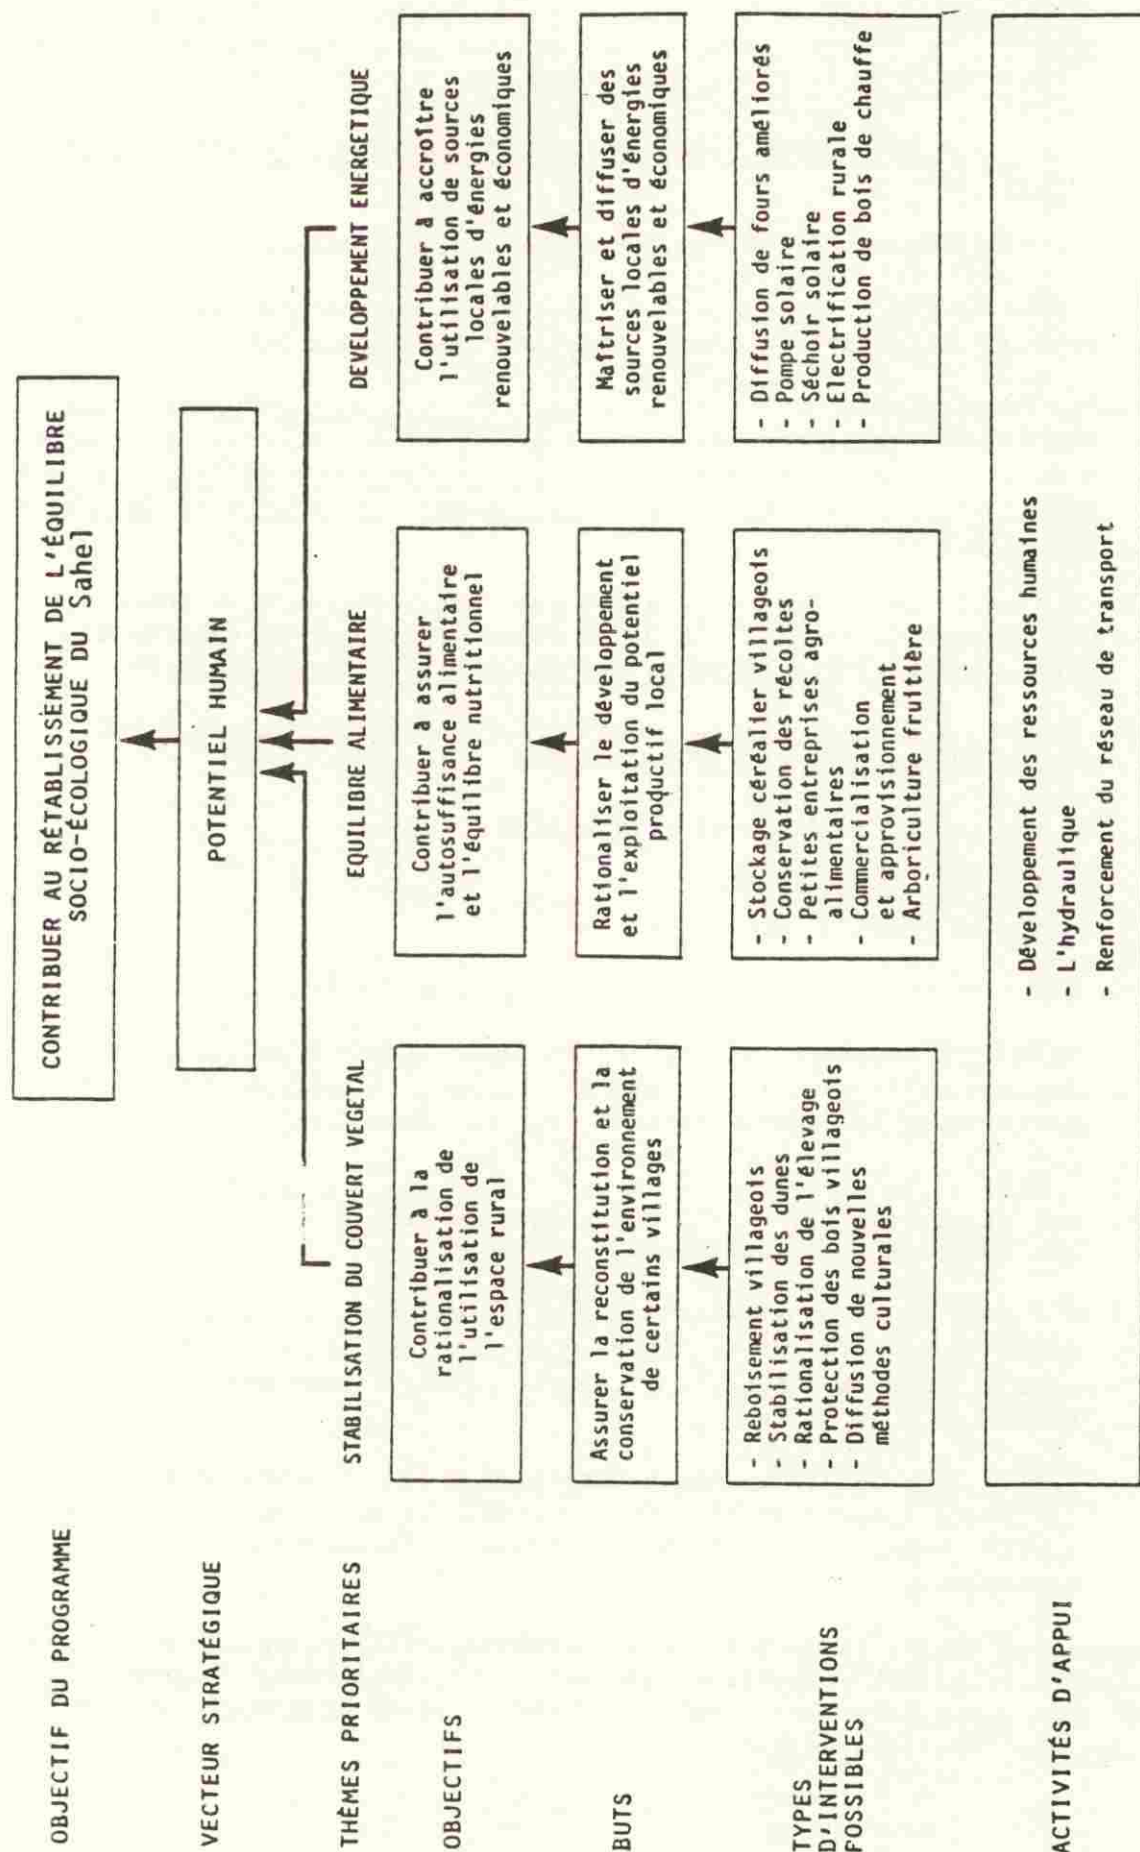 OBJECTIF DU PROGRAMME
CONTRIBUER AU RÉTABLISSEMENT DE L'ÉQUILIBRE
SOCIO-ÉCOLOGIQUE DU Sahel
VECTEUR STRATÉGIQUE
POTENTIEL HUMAIN
THÈMES PRIORITAIRES
STABILISATION DU COUVERT VEGETAL
EQUILIBRE ALIMENTAIRE
DEVELOPPEMENT ENERGETIQUE
OBJECTIFS
Contribuer à la
rationalisation de
l'utilisation de
l'espace rural
Contribuer à assurer
l'autosuffisance alimentaire
et l'équilibre nutritionnel
Contribuer à accroître
l'utilisation de sources
locales d'énergies
renouvelables et économiques
BUTS
Assurer la reconstitution et la
conservation de l'environnement
de certains villages
Rationaliser le développement
et l'exploitation du potentiel
productif local
Maîtriser et diffuser des
sources locales d'énergies
renouvelables et économiques
TYPES
D'INTERVENTIONS
POSSIBLES
- Reboisement villageois
- Stabilisation des dunes
- Rationalisation de l'élevage
- Protection des bois villageois
- Diffusion de nouvelles
méthodes culturales
- Stockage céréalier villageois
- Conservation des récoltes
- Petites entreprises agro-
alimentaires
- Commercialisation
et approvisionnement
- Arboriculture fruitière
- Diffusion de fours améliorés
- Pompe solaire
- Séchoir solaire
- Electrification rurale
- Production de bois de chauffe
ACTIVITÉS D'APPUI
- Développement des ressources humaines
- L'hydraulique
- Renforcement du réseau de transport